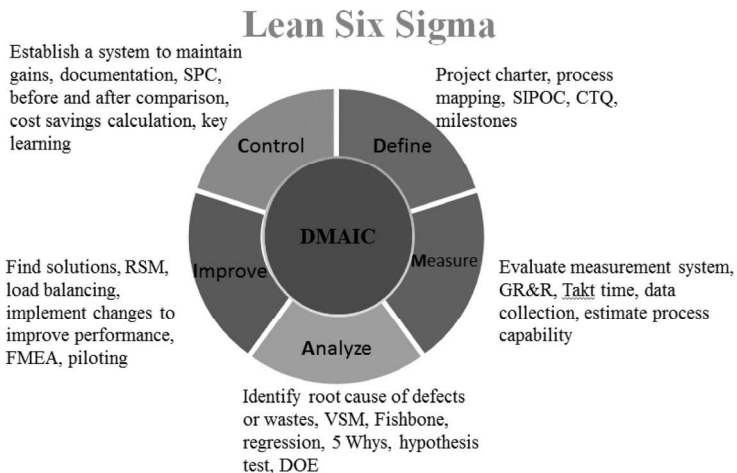 Lean Six Sigma
Establish a system to maintain
gains, documentation, SPC,
before and after comparison,
cost savings calculation, key
learning
Project charter, process
mapping, SIPOC, CTQ,
milestones
Control
Define
DMAIC
Improve
Measure
Analyze
Find solutions, RSM,
load balancing,
implement changes to
improve performance,
FMEA, piloting
Evaluate measurement system,
GR&R, Takt time, data
collection, estimate process
capability
Identify root cause of defects
or wastes, VSM, Fishbone,
regression, 5 Whys, hypothesis
test, DOE